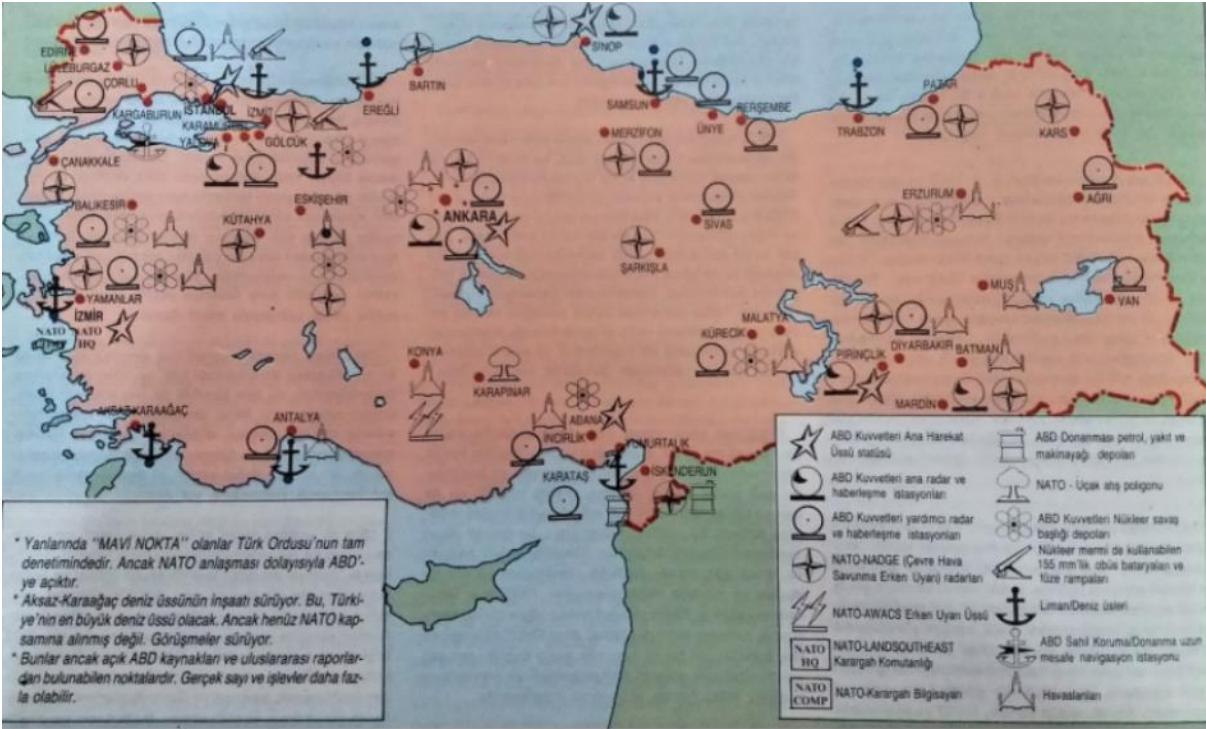 SİNOP
EDİRNE
LÜLEBURGAZ
ÇORLU
KARGABURUN
İSTANBUL
İZMİT
KARAMÜRSEL
YALOVA
GÖLCÜK
EREĞLİ
BARTIN
SAMSUN
ÜNYE
PERŞEMBE
TRABZON
PAZAR
KARS
MERZİFON
ÇANAKKALE
BALIKESİR
KÜTAHYA
ESKİŞEHİR
ANKARA
SİVAS
ŞARKIŞLA
ERZURUM
AĞRI
YAMANLAR
İZMİR
NATO
NATO
HQ
MUŞ
VAN
MALATYA
KÜRECİK
DİYARBAKIR
PİRİNÇLİK
BATMAN
MARDİN
KONYA
KARAPINAR
ADANA
İNCİRLİK
YUMURTALIK
KARATAŞ
İSKENDERUN
AKSAZ-KARAAĞAÇ
ANTALYA
* Yanlarında "MAVİ NOKTA" olanlar Türk Ordusu'nun tam
denetimindedir. Ancak NATO anlaşması dolayısıyla ABD'-
ye açıktır.
* Aksaz-Karaağaç deniz üssünün inşaatı sürüyor. Bu, Türki-
ye'nin en büyük deniz üssü olacak. Ancak henüz NATO kap-
samına alınmış değil. Görüşmeler sürüyor.
* Bunlar ancak açık ABD kaynakları ve uluslararası raporlar-
dan bulunabilen noktalardır. Gerçek sayı ve işlevler daha faz-
la olabilir.
ABD Kuvvetleri Ana Harekat
Üssü statüsü
ABD Kuvvetleri ana radar ve
haberleşme istasyonları
ABD Kuvvetleri yardımcı radar
ve haberleşme istasyonları
NATO-NADGE (Çevre Hava
Savunma Erken Uyarı) radarları
NATO-AWACS Erken Uyarı Üssü
NATO
HQ
NATO-LANDSOUTHEAST
Karargah Komutanlığı
NATO
COMP
NATO-Karargah Bilgisayarı
ABD Donanması petrol, yakıt ve
makinayağı depoları
NATO - Uçak atış poligonu
ABD Kuvvetleri Nükleer savaş
başlığı depoları
Nükleer mermi de kullanabilen
155 mm'lik obüs bataryaları ve
füze rampaları
Liman/Deniz üsleri
ABD Sahil Koruma/Donanma uzun
mesafe navigasyon istasyonu
Havaalanları